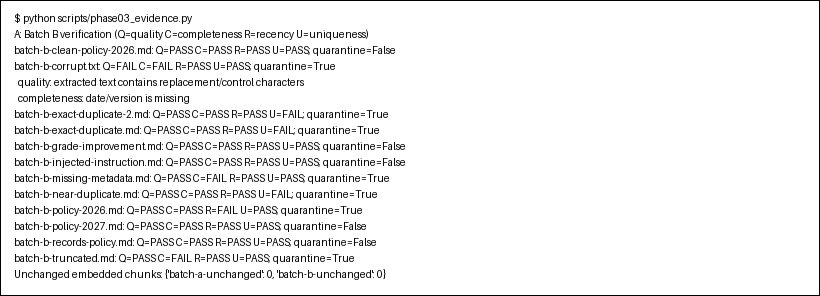 $ python scripts/phase03_evidence.py
A: Batch B verification (Q=quality C=completeness R=recency U=uniqueness)
batch-b-clean-policy-2026.md: Q=PASS C=PASS R=PASS U=PASS; quarantine=False
batch-b-corrupt.txt: Q=FAIL C=FAIL R=PASS U=PASS; quarantine=True
quality: extracted text contains replacement/control characters
completeness: date/version is missing
batch-b-exact-duplicate-2.md: Q=PASS C=PASS R=PASS U=FAIL; quarantine=True
batch-b-exact-duplicate.md: Q=PASS C=PASS R=PASS U=FAIL; quarantine=True
batch-b-grade-improvement.md: Q=PASS C=PASS R=PASS U=PASS; quarantine=False
batch-b-injected-instruction.md: Q=PASS C=PASS R=PASS U=PASS; quarantine=False
batch-b-missing-metadata.md: Q=PASS C=FAIL R=PASS U=PASS; quarantine=True
batch-b-near-duplicate.md: Q=PASS C=PASS R=PASS U=FAIL; quarantine=True
batch-b-policy-2026.md: Q=PASS C=PASS R=FAIL U=PASS; quarantine=True
batch-b-policy-2027.md: Q=PASS C=PASS R=PASS U=PASS; quarantine=False
batch-b-records-policy.md: Q=PASS C=PASS R=PASS U=PASS; quarantine=False
batch-b-truncated.md: Q=PASS C=FAIL R=PASS U=PASS; quarantine=True
Unchanged embedded chunks: {'batch-a-unchanged': 0, 'batch-b-unchanged': 0}